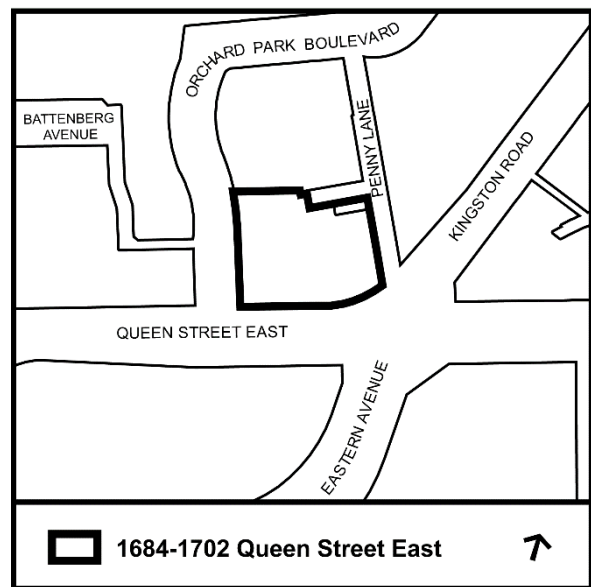 ORCHARD PARK BOULEVARD
BATTENBERG
AVENUE
PENNY LANE
KINGSTON ROAD
QUEEN STREET EAST
EASTERN AVENUE
1684-1702 Queen Street East